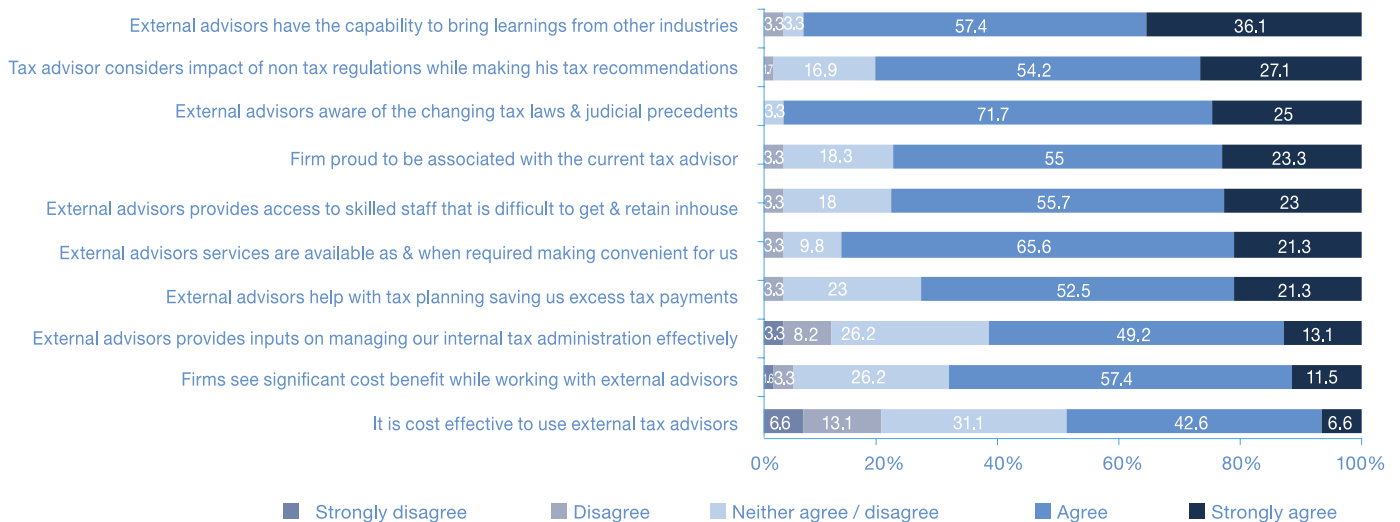 External advisors have the capability to bring learnings from other industries 3.3 3.3 57.4 36.1
Tax advisor considers impact of non tax regulations while making his tax recommendations 1.7 16.9 54.2 27.1
External advisors aware of the changing tax laws & judicial precedents 3.3 71.7 25
Firm proud to be associated with the current tax advisor 3.3 18.3 55 23.3
External advisors provides access to skilled staff that is difficult to get & retain inhouse 3.3 18 55.7 23
External advisors services are available as & when required making convenient for us 3.3 9.8 65.6 21.3
External advisors help with tax planning saving us excess tax payments 3.3 23 52.5 21.3
External advisors provides inputs on managing our internal tax administration effectively 3.3 8.2 26.2 49.2 13.1
Firms see significant cost benefit while working with external advisors 1.6 3.3 26.2 57.4 11.5
It is cost effective to use external tax advisors 6.6 13.1 31.1 42.6 6.6
0% 20% 40% 60% 80% 100%
Strongly disagree Disagree Neither agree / disagree Agree Strongly agree